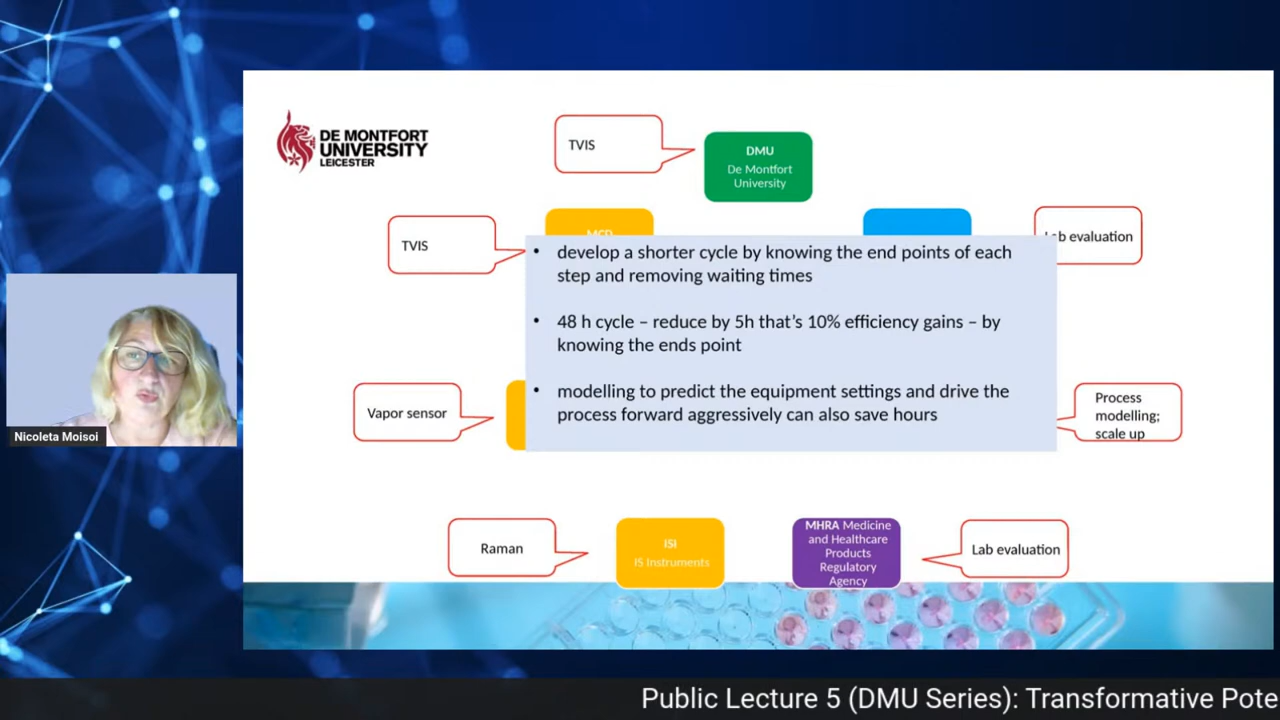 DE MONTFORT
UNIVERSITY
LEICESTER
TVIS
DMU
De Montfort
University
TVIS
MCP
Lab evaluation
• develop a shorter cycle by knowing the end points of each
step and removing waiting times
• 48 h cycle – reduce by 5h that's 10% efficiency gains – by
knowing the ends point
• modelling to predict the equipment settings and drive the
process forward aggressively can also save hours
Vapor sensor
Process
modelling;
scale up
Nicoleta Moisoi
Raman
ISI
IS Instruments
MHRA Medicine
and Healthcare
Products
Regulatory
Agency
Lab evaluation
Public Lecture 5 (DMU Series): Transformative Pote